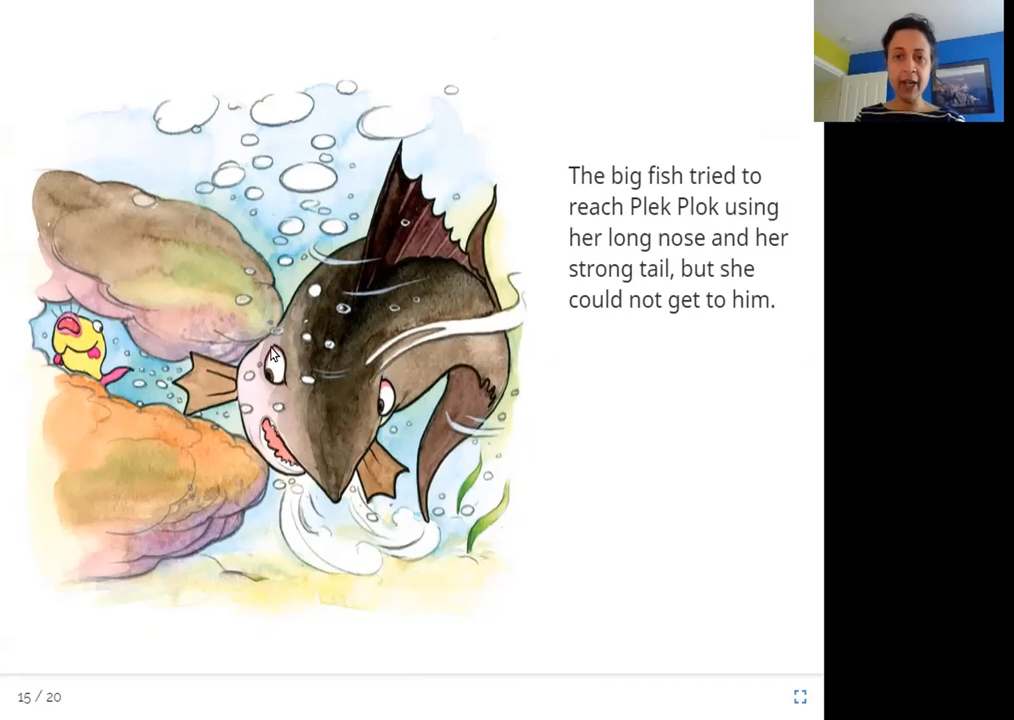 The big fish tried to
reach Plek Plok using
her long nose and her
strong tail, but she
could not get to him.
15 / 20